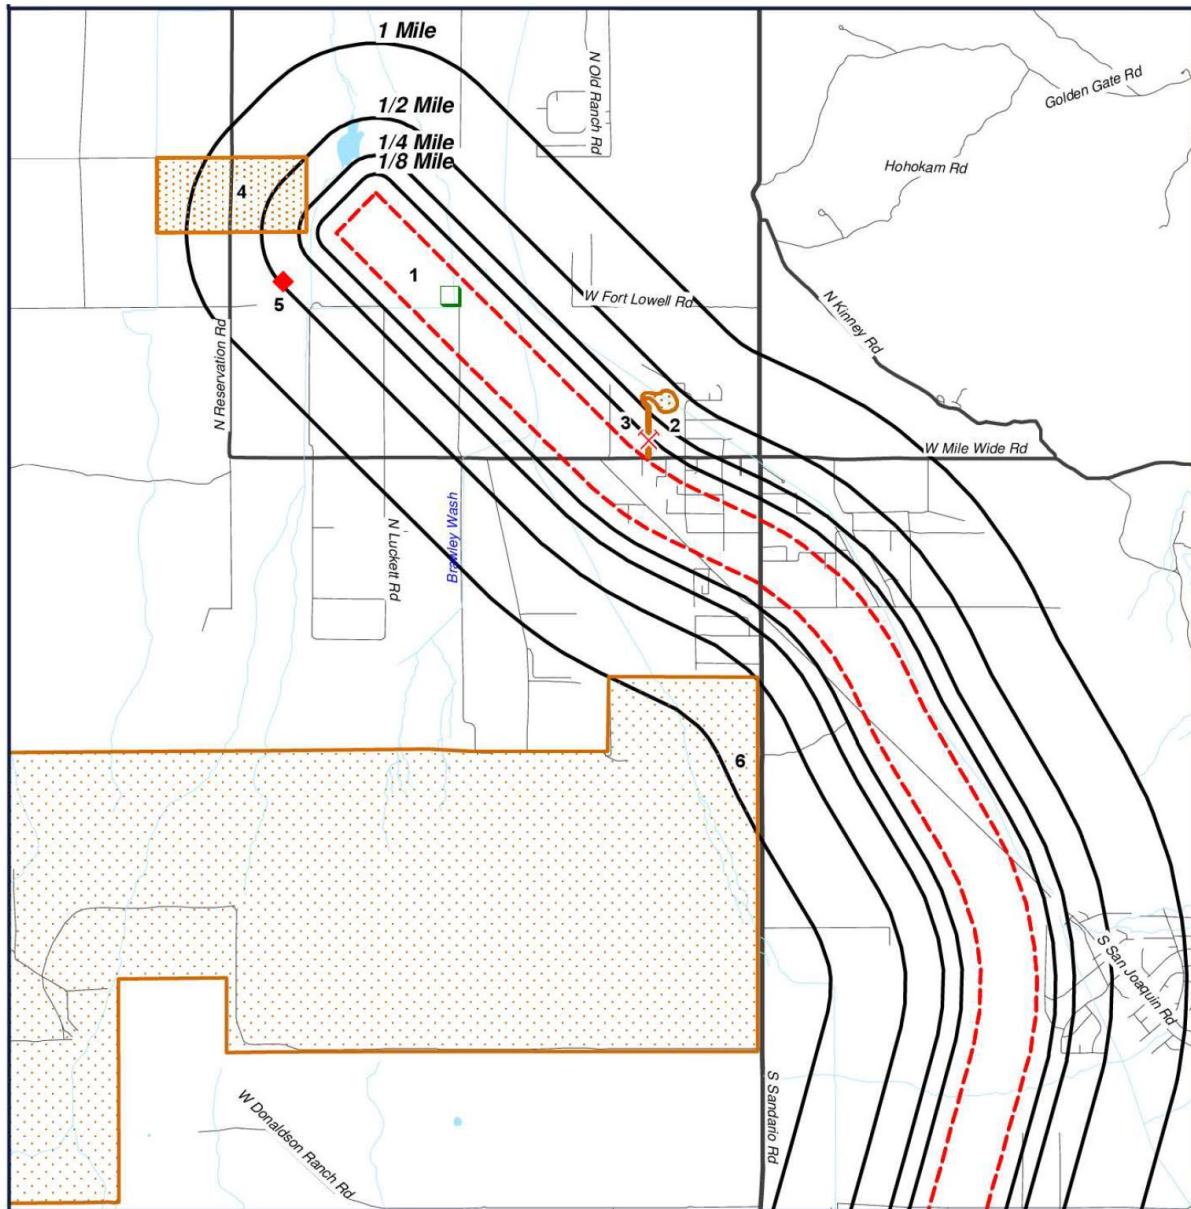 1 Mile
1/2 Mile
1/4 Mile
1/8 Mile
N Old Ranch Rd
Golden Gate Rd
Hohokam Rd
4
1
5
W Fort Lowell Rd
N Kinney Rd
N Reservation Rd
3
2
W Mile Wide Rd
Brawley Wash
N Luckett Rd
6
S San Joaquin Rd
S Sandario Rd
W Donaldson Ranch Rd